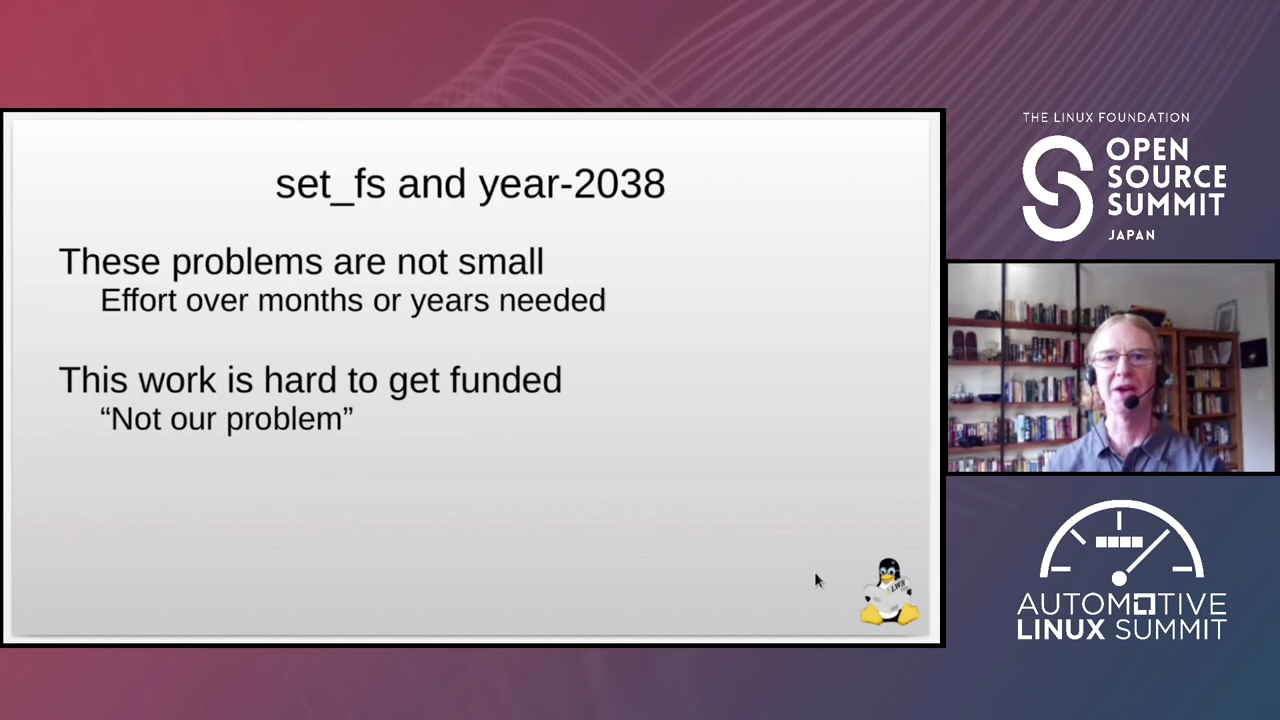 set_fs and year-2038
These problems are not small
Effort over months or years needed
This work is hard to get funded
“Not our problem”
LWN
THE LINUX FOUNDATION
OPEN
SOURCE
SUMMIT
JAPAN
AUTOMOTIVE
LINUX SUMMIT